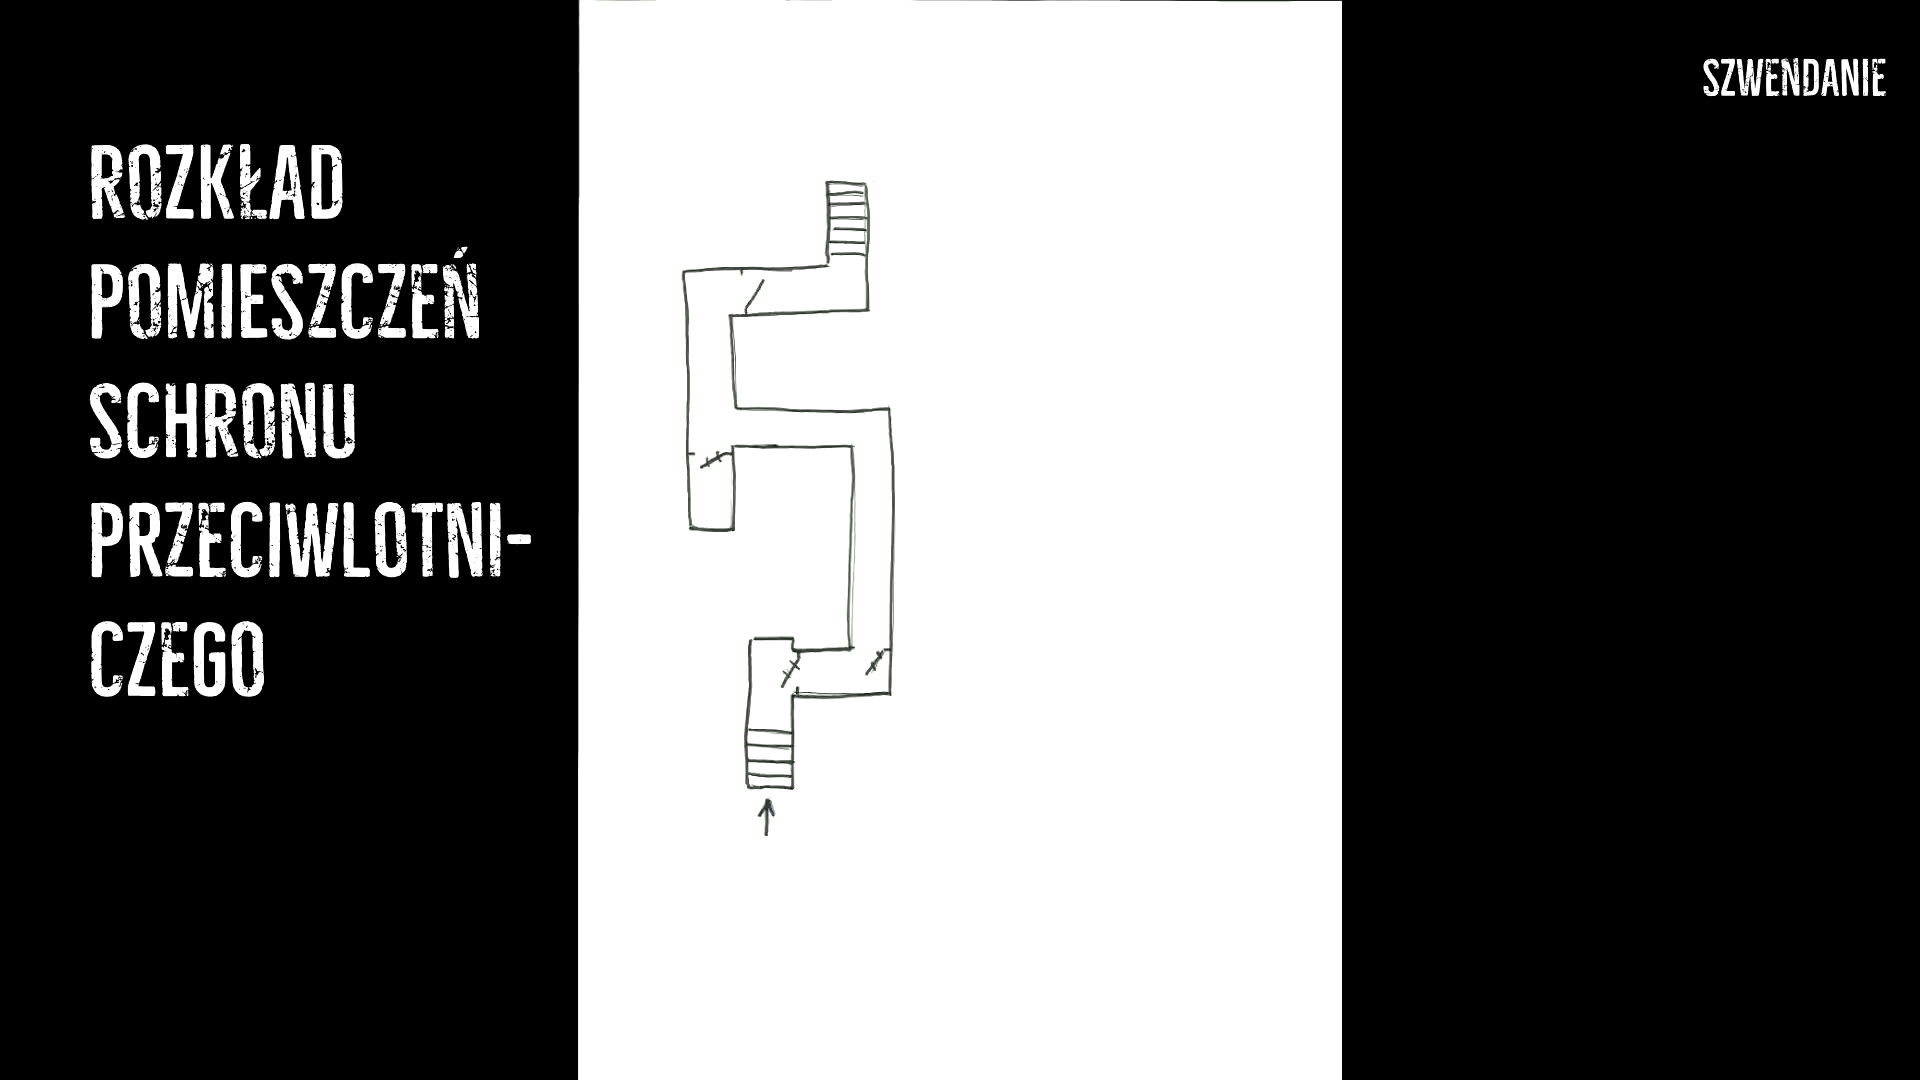 ROZKŁAD
POMIESZCZEŃ
SCHRONU
PRZECIWLOTNI-
CZEGO
SZWENDANIE